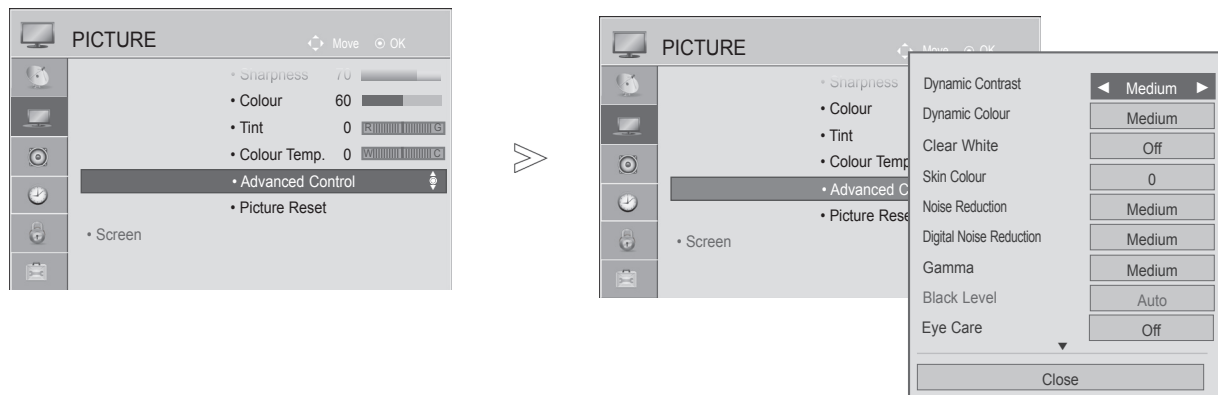 PICTURE
Move ⊙ OK
• Sharpness 70
• Colour 60
• Tint 0 R G
• Colour Temp. 0 W C
• Advanced Control
• Picture Reset
• Screen
PICTURE
Move ⊙ OK
• Sharpness
• Colour
• Tint
• Colour Temp
• Advanced C
• Picture Rese
• Screen
Dynamic Contrast ◀ Medium ▶
Dynamic Colour Medium
Clear White Off
Skin Colour 0
Noise Reduction Medium
Digital Noise Reduction Medium
Gamma Medium
Black Level Auto
Eye Care Off
▼
Close